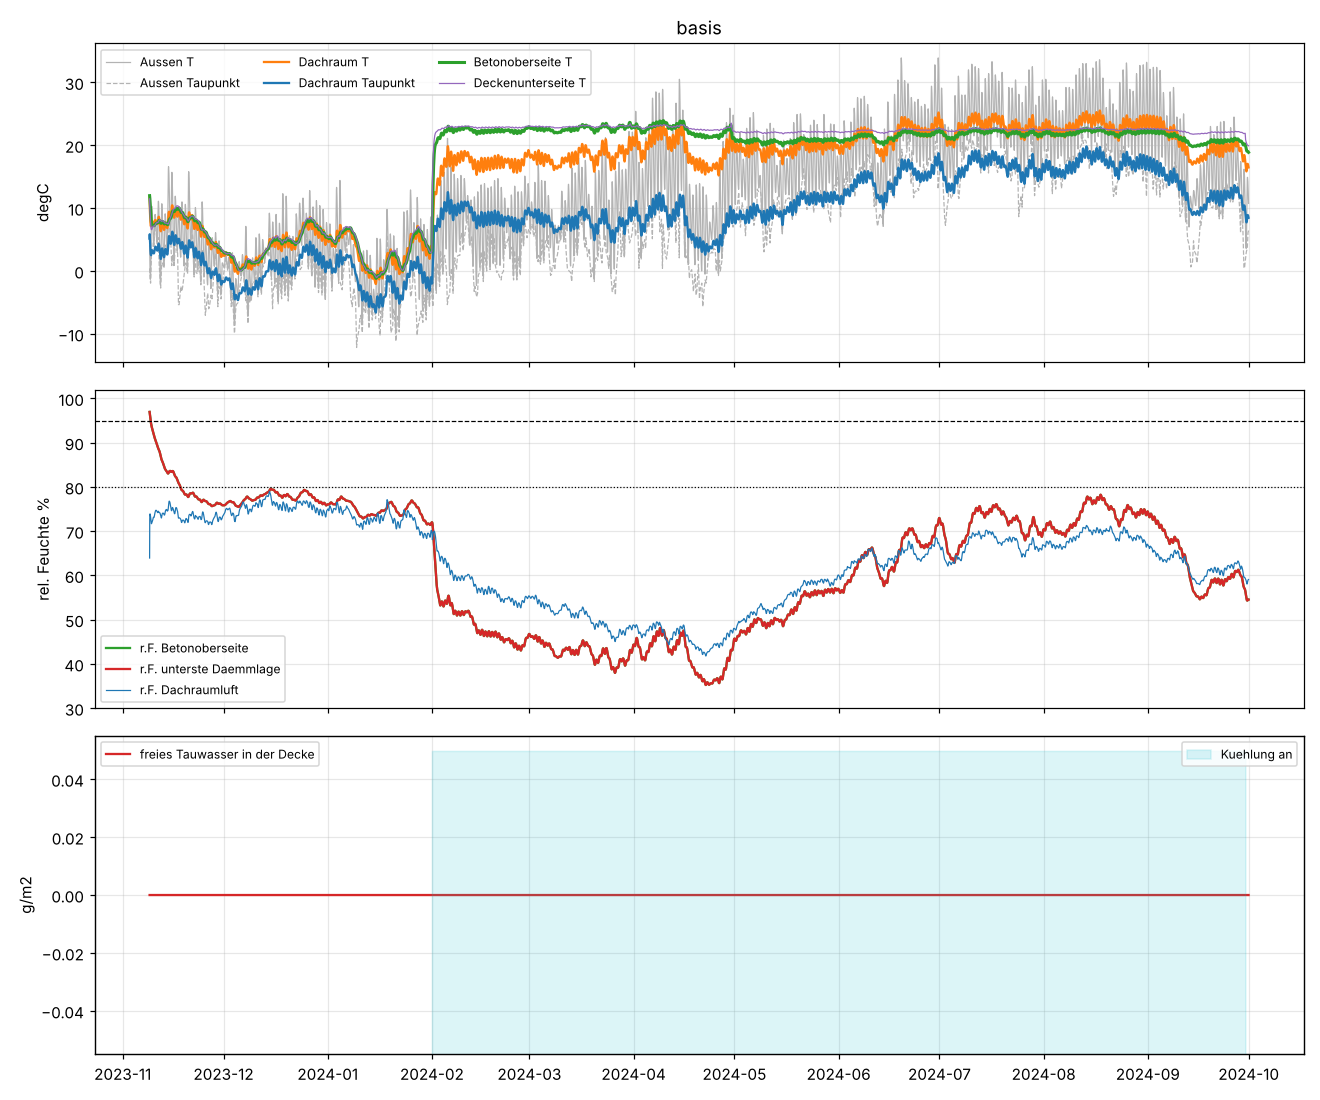 basis
Aussen T
Aussen Taupunkt
Dachraum T
Dachraum Taupunkt
Betonoberseite T
Deckenunterseite T
degC
30
20
10
0
−10
rel. Feuchte %
100
90
80
70
60
50
40
30
r.F. Betonoberseite
r.F. unterste Daemmlage
r.F. Dachraumluft
freies Tauwasser in der Decke
Kuehlung an
g/m2
0.04
0.02
0.00
−0.02
−0.04
2023-11 2023-12 2024-01 2024-02 2024-03 2024-04 2024-05 2024-06 2024-07 2024-08 2024-09 2024-10